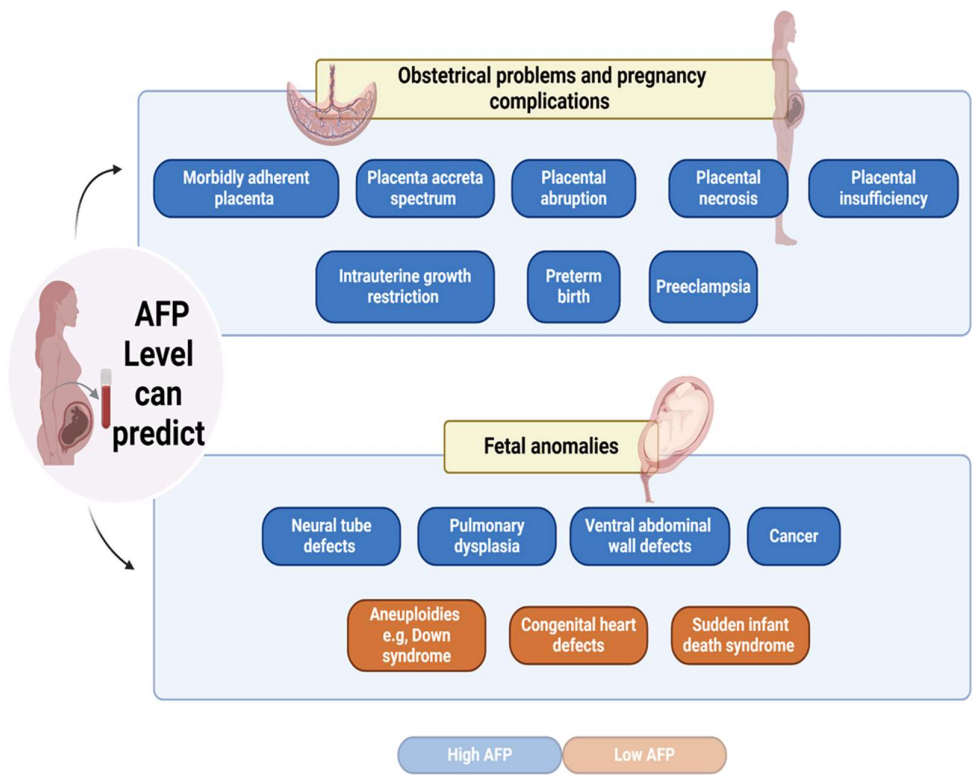 Obstetrical problems and pregnancy
complications
Morbidly adherent
placenta
Placenta accreta
spectrum
Placental
abruption
Placental
necrosis
Placental
insufficiency
Intrauterine growth
restriction
Preterm
birth
Preeclampsia
AFP
Level
can
predict
Fetal anomalies
Neural tube
defects
Pulmonary
dysplasia
Ventral abdominal
wall defects
Cancer
Aneuploidies
e.g, Down
syndrome
Congenital heart
defects
Sudden infant
death syndrome
High AFP
Low AFP